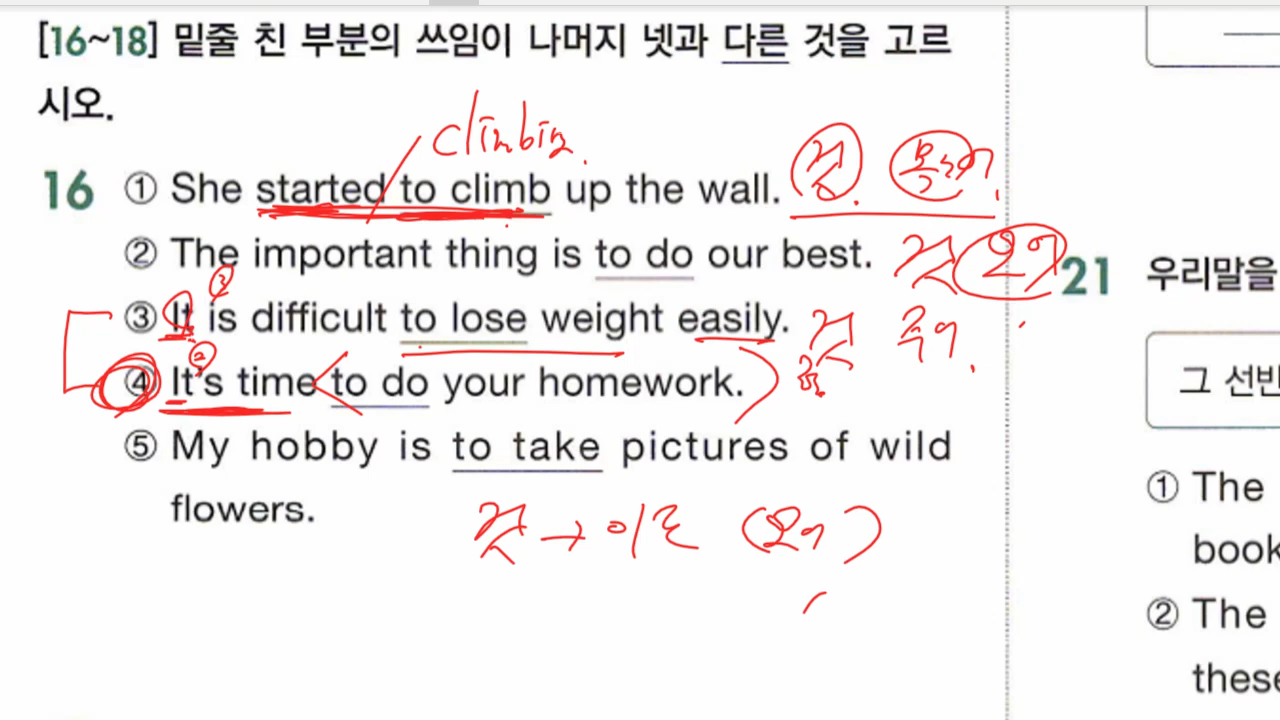 [16~18] 밑줄 친 부분의 쓰임이 나머지 넷과 다른 것을 고르
시오.
climbing.
16 ① She started to climb up the wall.
것 목적어
② The important thing is to do our best.
것 보어
③ It is difficult to lose weight easily.
것 주어
④ It's time to do your homework.
⑤ My hobby is to take pictures of wild
flowers.
것 → 이다 (보어)
21 우리말을
그 선반
① The
book
② The
these